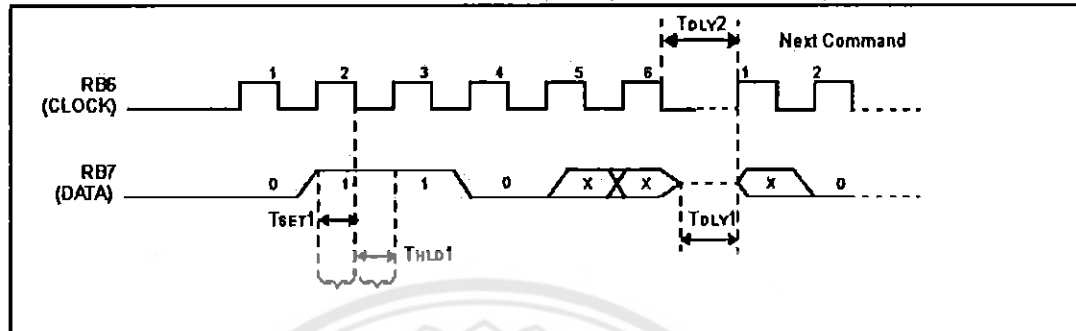 TDLY2
Next Command
1 2 3 4 5 6 1 2
RB6
(CLOCK)
RB7
(DATA)
0 1 1 0 X X X 0
TSET1
TDLY1
THLD1